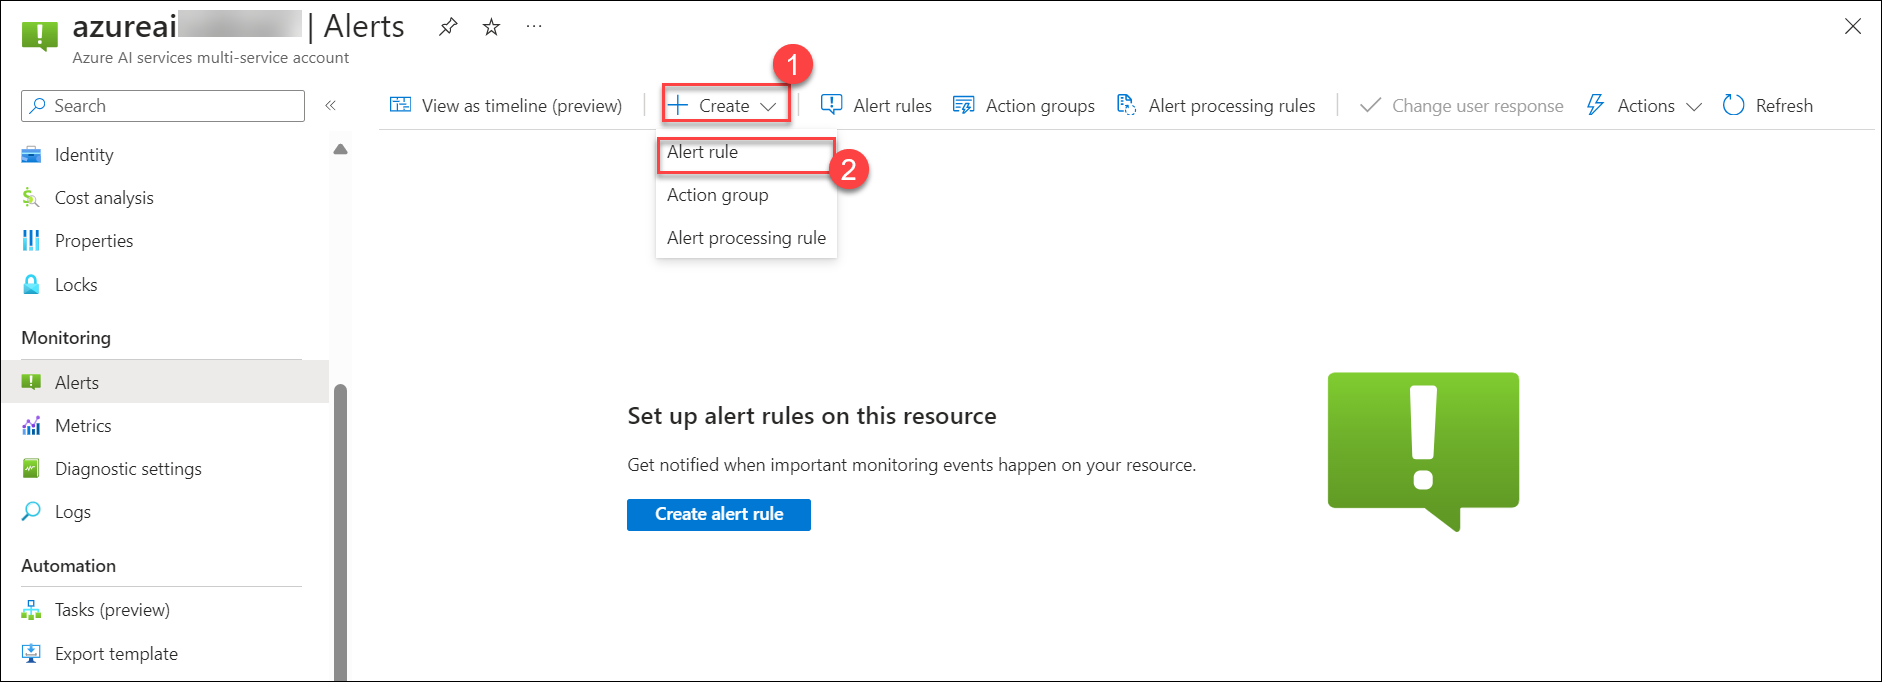 azureai | Alerts
Azure AI services multi-service account
Search
View as timeline (preview)
Create
1
Alert rules
Action groups
Alert processing rules
Change user response
Actions
Refresh
Alert rule
2
Action group
Alert processing rule
Identity
Cost analysis
Properties
Locks
Monitoring
Alerts
Metrics
Diagnostic settings
Logs
Automation
Tasks (preview)
Export template
Set up alert rules on this resource
Get notified when important monitoring events happen on your resource.
Create alert rule